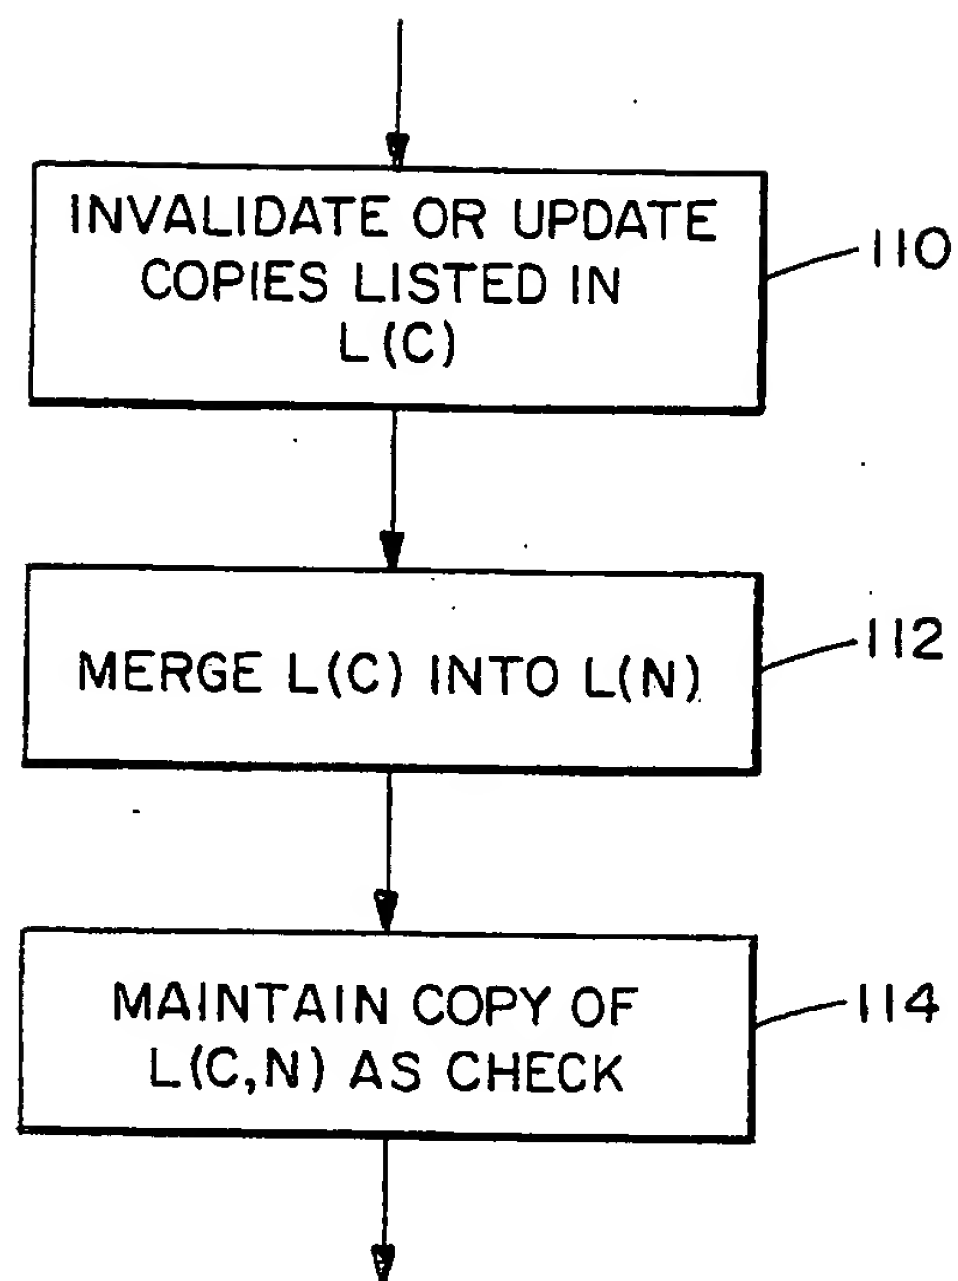 INVALIDATE OR UPDATE
COPIES LISTED IN
L(C)
110
MERGE L(C) INTO L(N)
112
MAINTAIN COPY OF
L(C,N) AS CHECK
114